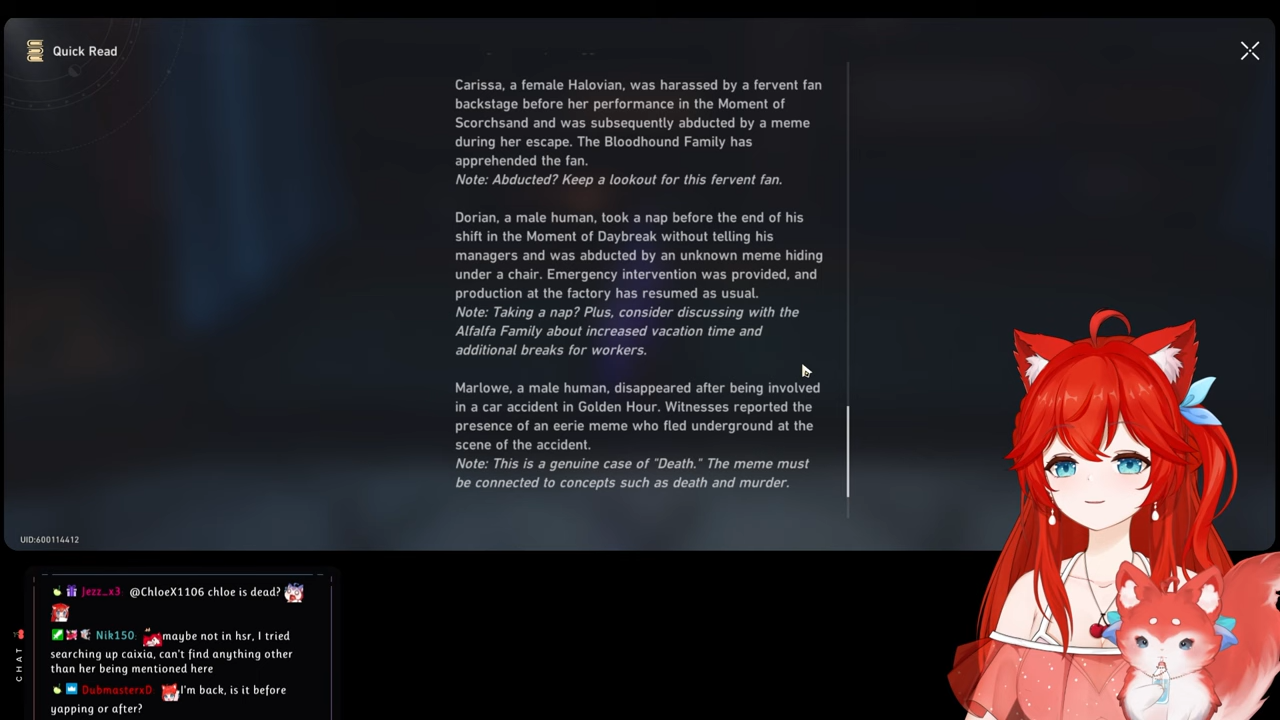 Quick Read
Carissa, a female Halovian, was harassed by a fervent fan
backstage before her performance in the Moment of
Scorchsand and was subsequently abducted by a meme
during her escape. The Bloodhound Family has
apprehended the fan.
Note: Abducted? Keep a lookout for this fervent fan.
Dorian, a male human, took a nap before the end of his
shift in the Moment of Daybreak without telling his
managers and was abducted by an unknown meme hiding
under a chair. Emergency intervention was provided, and
production at the factory has resumed as usual.
Note: Taking a nap? Plus, consider discussing with the
Alfalfa Family about increased vacation time and
additional breaks for workers.
Marlowe, a male human, disappeared after being involved
in a car accident in Golden Hour. Witnesses reported the
presence of an eerie meme who fled underground at the
scene of the accident.
Note: This is a genuine case of "Death." The meme must
be connected to concepts such as death and murder.
UID:600114412
CHAT
Jezz_x3: @ChloeX1106 chloe is dead?
Nik150: maybe not in hsr, I tried
searching up caixia, can't find anything other
than her being mentioned here
DubmasterxD I'm back, is it before
yapping or after?